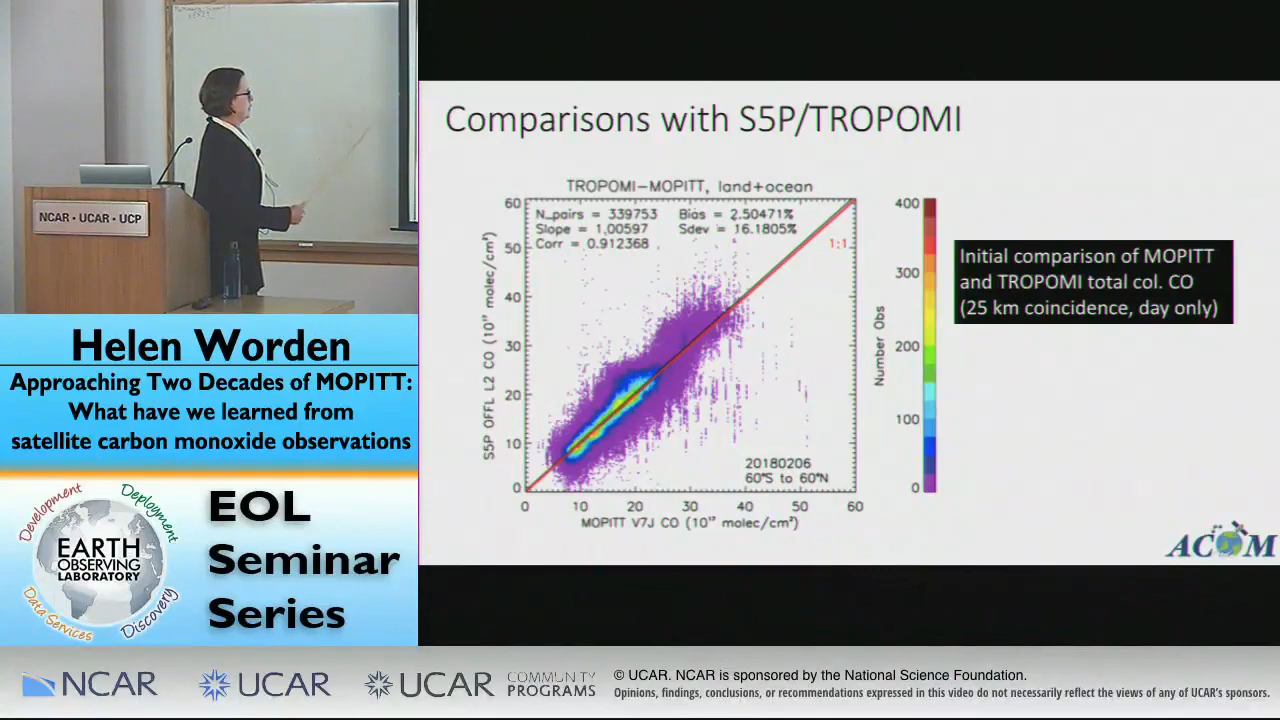 NCAR • UCAR • UCP
Helen Worden
Approaching Two Decades of MOPITT:
What have we learned from
satellite carbon monoxide observations
Development
Deployment
EARTH
OBSERVING
LABORATORY
Data Services
Discovery
EOL
Seminar
Series
Comparisons with S5P/TROPOMI
TROPOMI-MOPITT, land+ocean
N_pairs = 339753 Bias = 2.50471%
Slope = 1.00597 Sdev = 16.1805%
Corr = 0.912368
1:1
60
50
40
30
20
10
0
S5P OFFL L2 CO (10¹⁷ molec/cm²)
20180206
60°S to 60°N
0 10 20 30 40 50 60
MOPITT V7J CO (10¹⁷ molec/cm²)
Number Obs
400
300
200
100
0
Initial comparison of MOPITT
and TROPOMI total col. CO
(25 km coincidence, day only)
ACOM
NCAR
UCAR
UCAR
COMMUNITY
PROGRAMS
© UCAR. NCAR is sponsored by the National Science Foundation.
Opinions, findings, conclusions, or recommendations expressed in this video do not necessarily reflect the views of any of UCAR's sponsors.